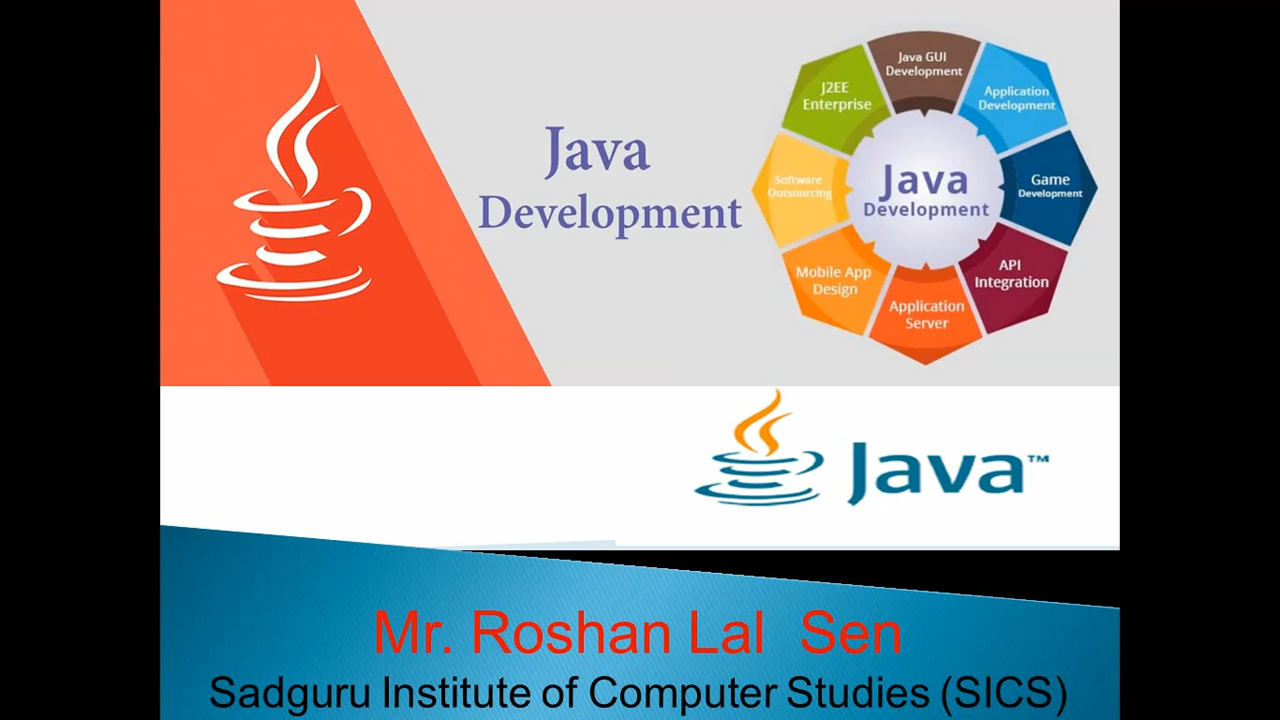 Java
Development
Java GUI
Development
Application
Development
Game
Development
API
Integration
Application
Server
Mobile App
Design
Software
Outsourcing
J2EE
Enterprise
Java
Development
Java™
Mr. Roshan Lal Sen
Sadguru Institute of Computer Studies (SICS)